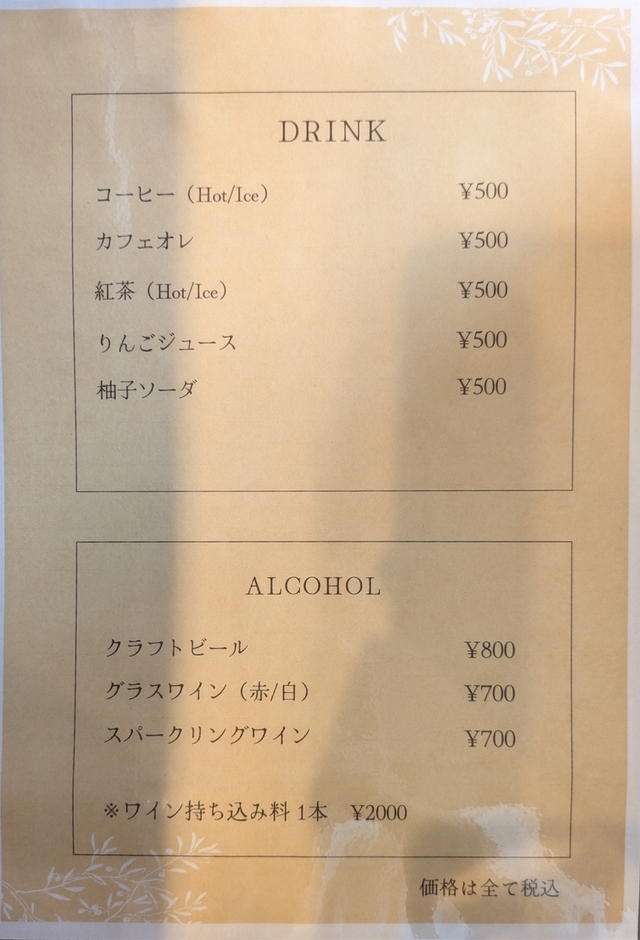 DRINK
コーヒー（Hot/Ice） ¥500
カフェオレ ¥500
紅茶（Hot/Ice） ¥500
りんごジュース ¥500
柚子ソーダ ¥500
ALCOHOL
クラフトビール ¥800
グラスワイン（赤/白） ¥700
スパークリングワイン ¥700
※ワイン持ち込み料 1本 ¥2000
価格は全て税込